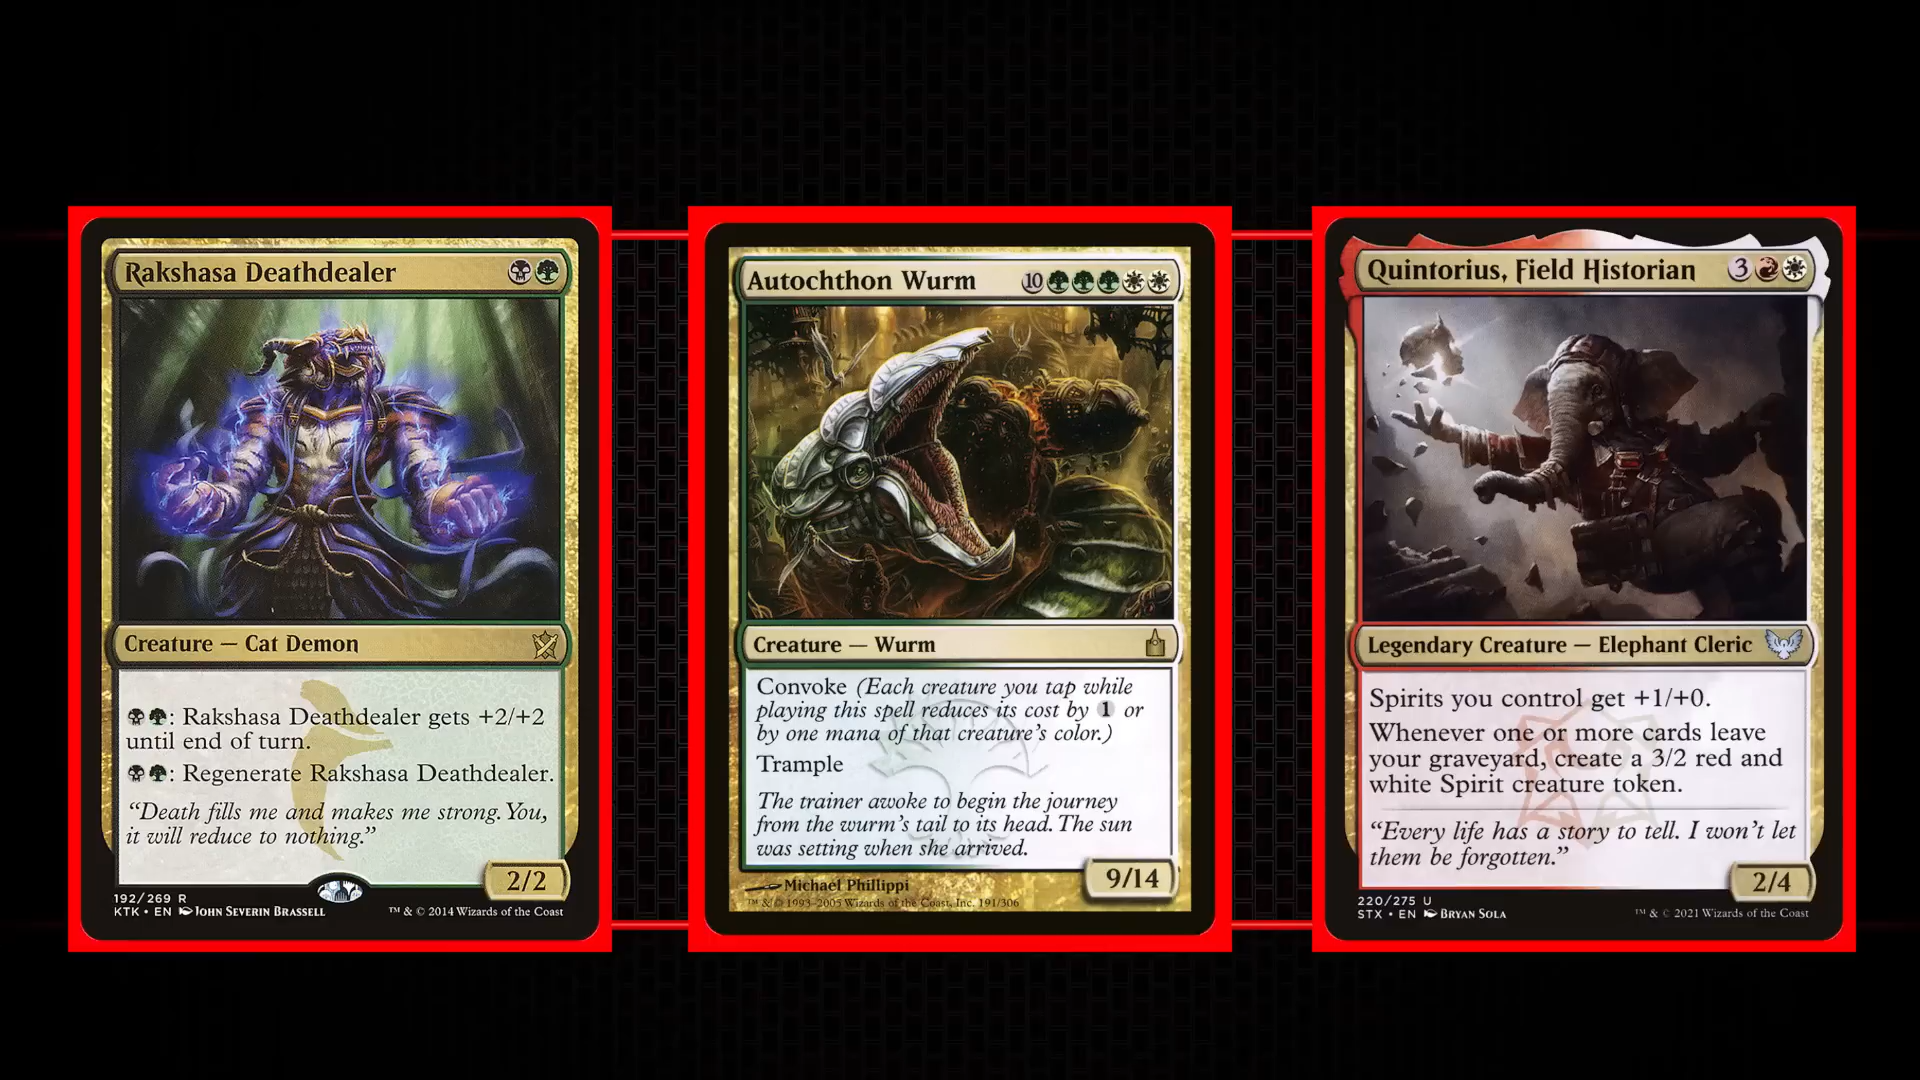 Rakshasa Deathdealer
Creature — Cat Demon
: Rakshasa Deathdealer gets +2/+2
until end of turn.
: Regenerate Rakshasa Deathdealer.
“Death fills me and makes me strong. You,
it will reduce to nothing.”
2/2
192/269 R
KTK • EN John Severin Brassell
™ & © 2014 Wizards of the Coast
Autochthon Wurm
10
Creature — Wurm
Convoke (Each creature you tap while
playing this spell reduces its cost by 1 or
by one mana of that creature’s color.)
Trample
The trainer awoke to begin the journey
from the wurm’s tail to its head. The sun
was setting when she arrived.
9/14
Michael Phillippi
™ & © 1993–2005 Wizards of the Coast, Inc. 191/306
Quintorius, Field Historian
3
Legendary Creature — Elephant Cleric
Spirits you control get +1/+0.
Whenever one or more cards leave
your graveyard, create a 3/2 red and
white Spirit creature token.
“Every life has a story to tell. I won’t let
them be forgotten.”
2/4
220/275 U
STX • EN Bryan Sola
™ & © 2021 Wizards of the Coast